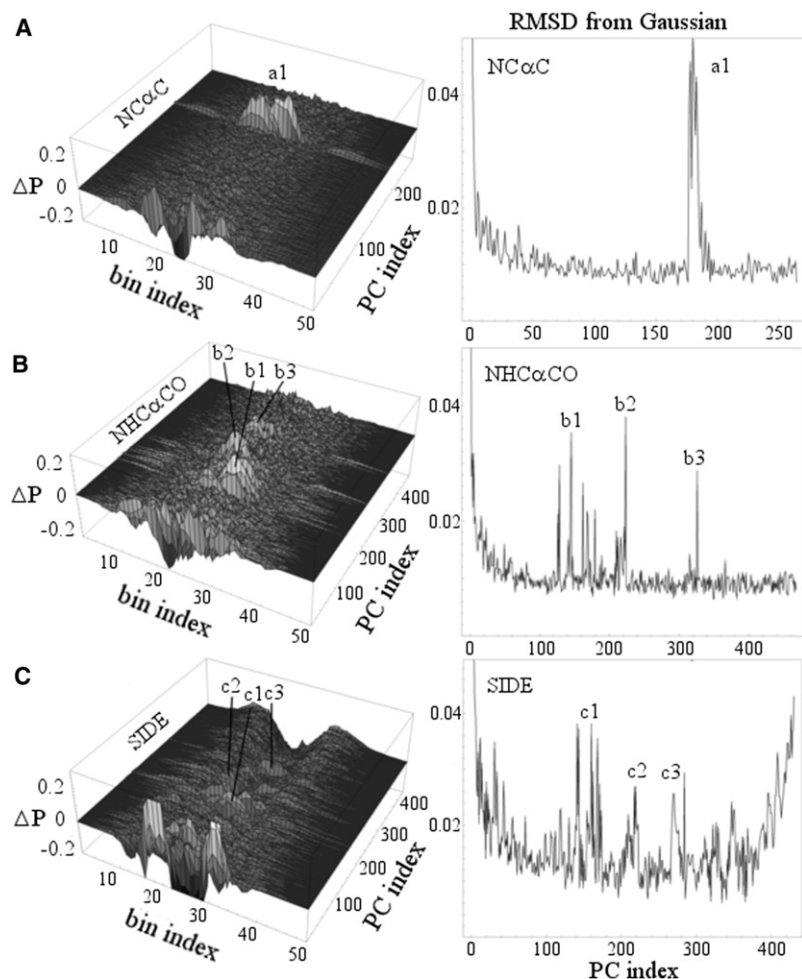 A
RMSD from Gaussian
NCαC
a1
0.2
ΔP 0
-0.2
10
20
30
40
50
bin index
100
200
PC index
NCαC
a1
0.04
0.02
0 50 100 150 200 250
B
b2
b1
b3
NHCαCO
0.2
ΔP 0
-0.2
10
20
30
40
50
bin index
100
200
300
400
PC index
NHCαCO
b1
b2
b3
0.04
0.02
0 100 200 300 400
C
c2
c1
c3
SIDE
0.2
ΔP 0
-0.2
10
20
30
40
50
bin index
100
200
300
400
PC index
SIDE
c1
c2
c3
0.04
0.02
0 100 200 300 400
PC index